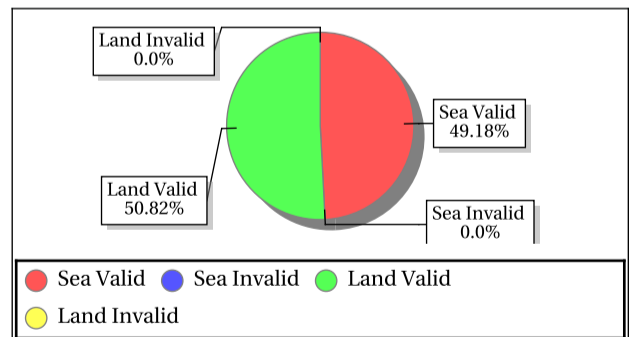 Land Invalid
0.0%
Sea Valid
49.18%
Land Valid
50.82%
Sea Invalid
0.0%
Sea Valid Sea Invalid Land Valid
Land Invalid